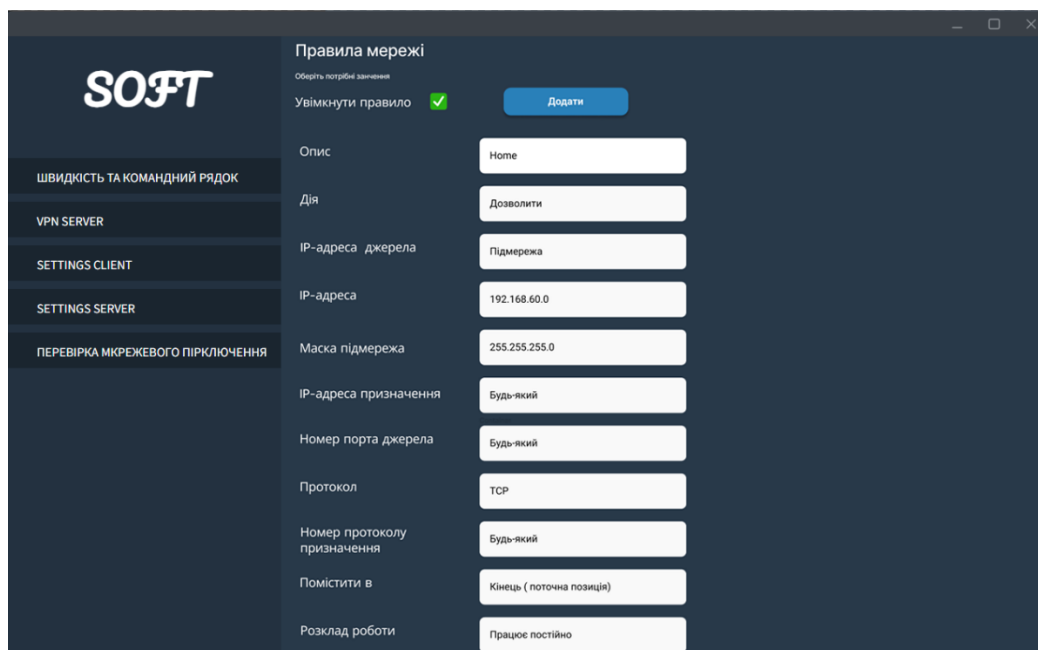 SOFT
ШВИДКІСТЬ ТА КОМАНДНИЙ РЯДОК
VPN SERVER
SETTINGS CLIENT
SETTINGS SERVER
ПЕРЕВІРКА МКРЕЖЕВОГО ПІРКЛЮЧЕННЯ
Правила мережі
Оберіть потрібні занчення
Увімкнути правило
Додати
Опис
Home
Дія
Дозволити
IP-адреса джерела
Підмережа
IP-адреса
192.168.60.0
Маска підмережа
255.255.255.0
IP-адреса призначення
Будь-який
Номер порта джерела
Будь-який
Протокол
TCP
Номер протоколу
призначення
Будь-який
Помістити в
Кінець ( поточна позиція)
Розклад роботи
Працює постійно